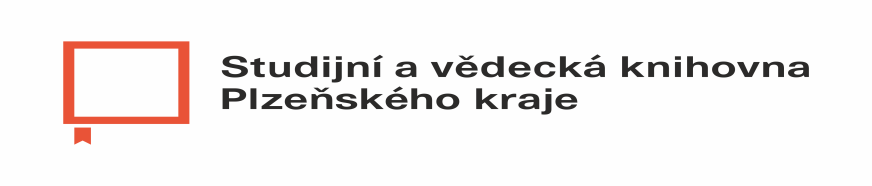 Studijní a vědecká knihovna
Plzeňského kraje